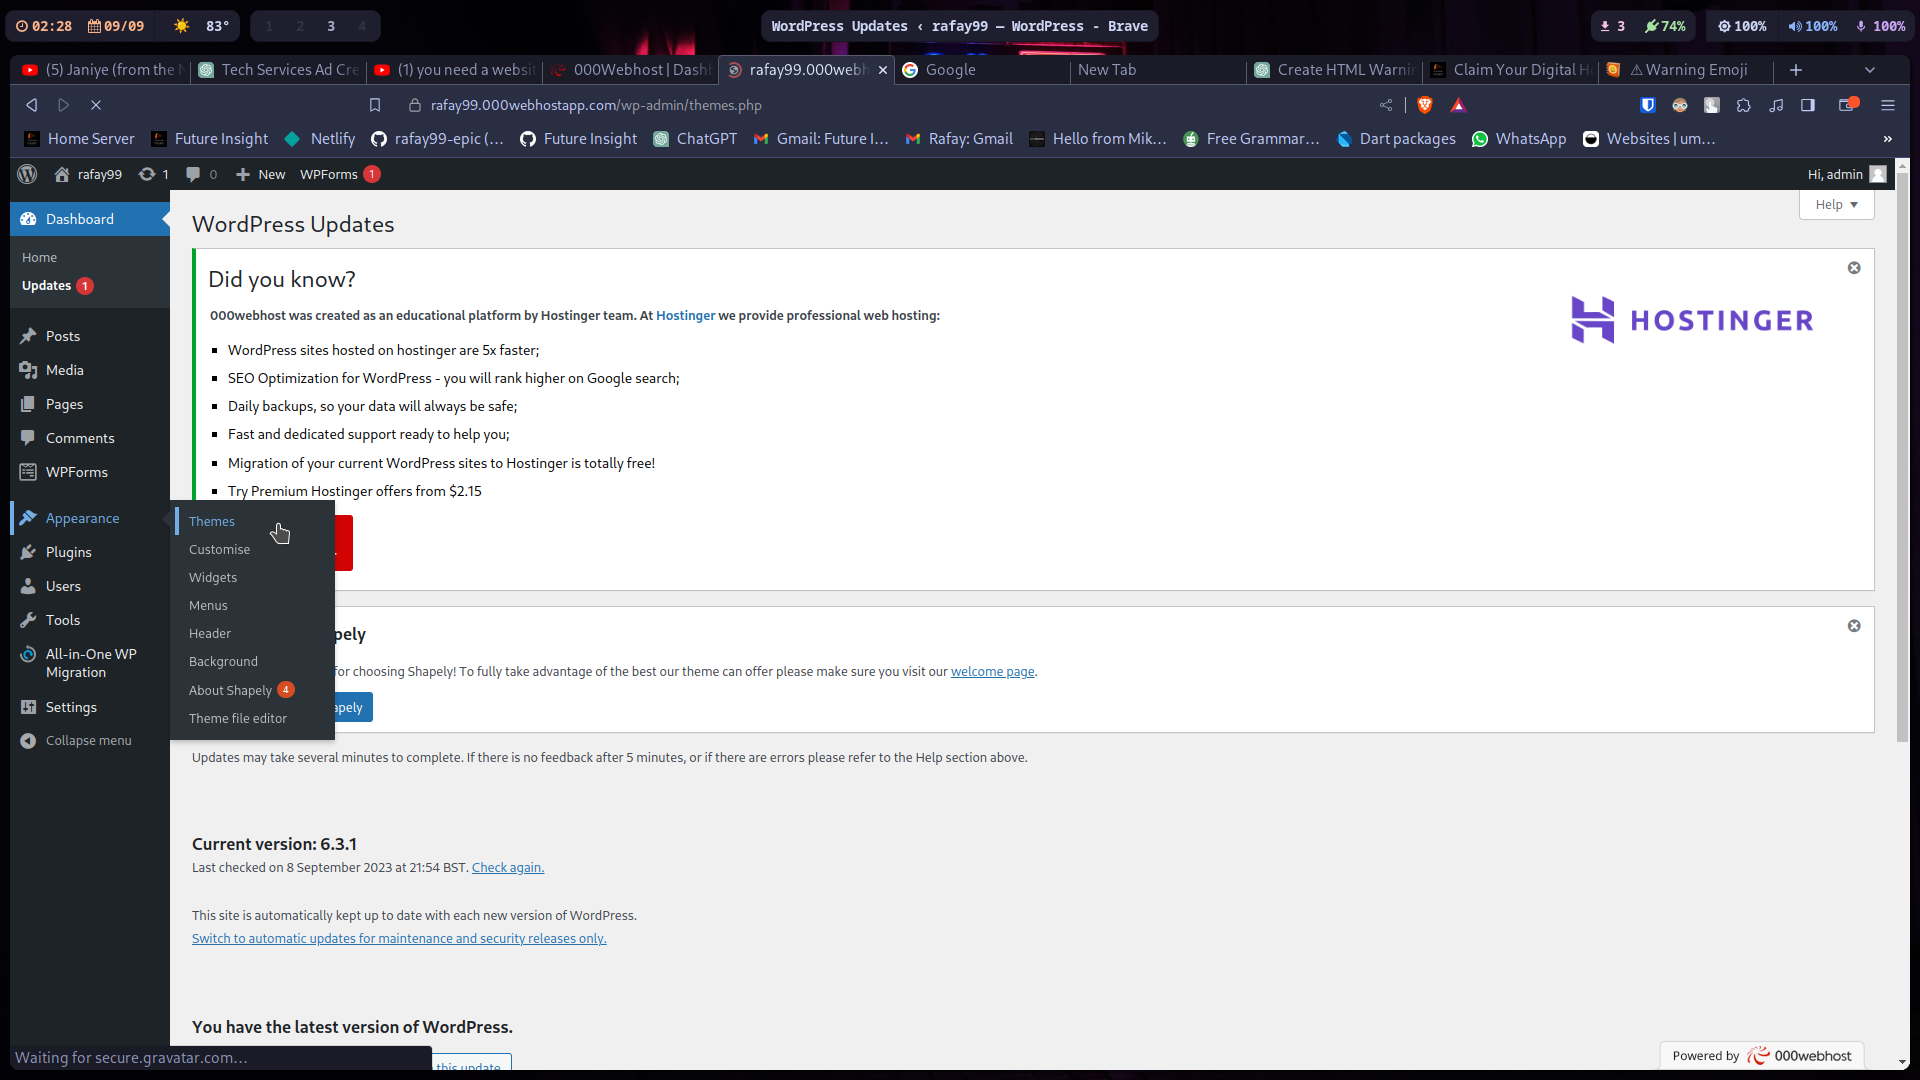 02:28 09/09 83° 1 2 3 4
WordPress Updates ‹ rafay99 — WordPress - Brave
3 74% 100% 100% 100%
(5) Janiye (from the
Tech Services Ad Cre
(1) you need a websit
000Webhost | Dash
rafay99.000webh
Google
New Tab
Create HTML Warnin
Claim Your Digital H
⚠Warning Emoji
rafay99.000webhostapp.com/wp-admin/themes.php
Home Server
Future Insight
Netlify
rafay99-epic (...
Future Insight
ChatGPT
Gmail: Future I...
Rafay: Gmail
Hello from Mik...
Free Grammar...
Dart packages
WhatsApp
Websites | um...
»
rafay99 1 0 New WPForms 1
Hi, admin
Dashboard
Home
Updates 1
Posts
Media
Pages
Comments
WPForms
Appearance
Plugins
Users
Tools
All-in-One WP
Migration
Settings
Collapse menu
Themes
Customise
Widgets
Menus
Header
Background
About Shapely 4
Theme file editor
Help
WordPress Updates
Did you know?
000webhost was created as an educational platform by Hostinger team. At Hostinger we provide professional web hosting:
WordPress sites hosted on hostinger are 5x faster;
SEO Optimization for WordPress - you will rank higher on Google search;
Daily backups, so your data will always be safe;
Fast and dedicated support ready to help you;
Migration of your current WordPress sites to Hostinger is totally free!
Try Premium Hostinger offers from $2.15
HOSTINGER
pely
for choosing Shapely! To fully take advantage of the best our theme can offer please make sure you visit our welcome page.
apely
Updates may take several minutes to complete. If there is no feedback after 5 minutes, or if there are errors please refer to the Help section above.
Current version: 6.3.1
Last checked on 8 September 2023 at 21:54 BST. Check again.
This site is automatically kept up to date with each new version of WordPress.
Switch to automatic updates for maintenance and security releases only.
You have the latest version of WordPress.
this update
Waiting for secure.gravatar.com...
Powered by 000webhost